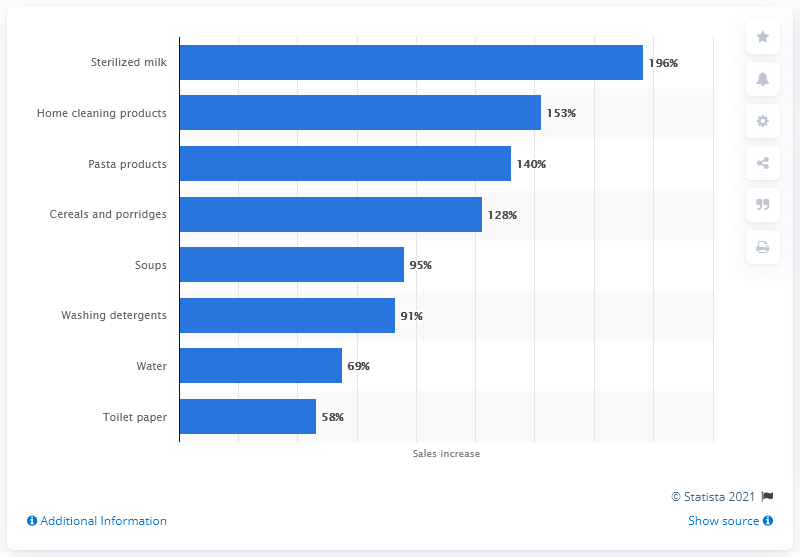 Sterilized milk 196%
Home cleaning products 153%
Pasta products 140%
Cereals and porridges 128%
Soups 95%
Washing detergents 91%
Water 69%
Toilet paper 58%
Sales increase
© Statista 2021
Additional Information Show source